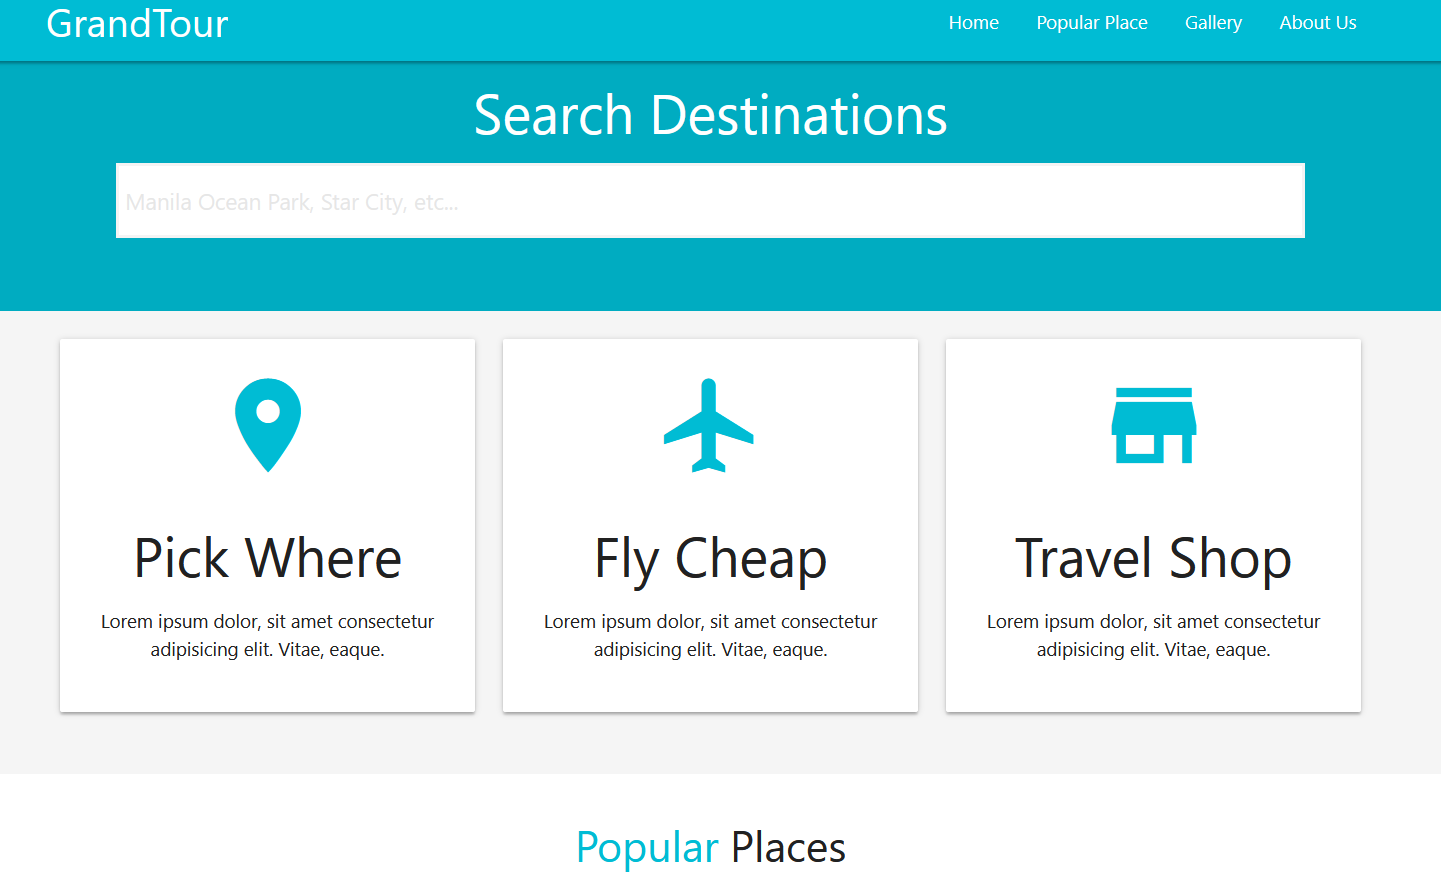 GrandTour
Home Popular Place Gallery About Us
Search Destinations
Manila Ocean Park, Star City, etc...
Pick Where
Lorem ipsum dolor, sit amet consectetur
adipisicing elit. Vitae, eaque.
Fly Cheap
Lorem ipsum dolor, sit amet consectetur
adipisicing elit. Vitae, eaque.
Travel Shop
Lorem ipsum dolor, sit amet consectetur
adipisicing elit. Vitae, eaque.
Popular Places